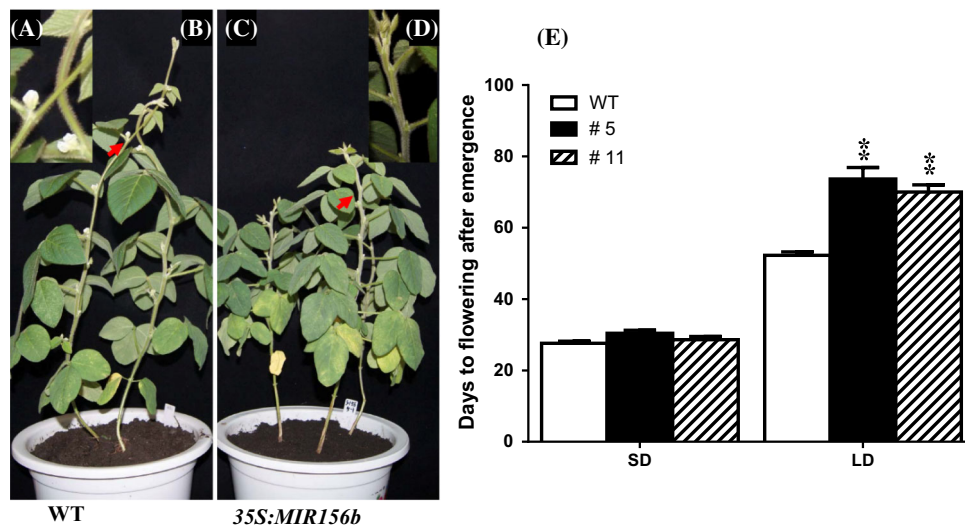 (A) (B) (C) (D) (E)
WT
35S:MIR156b
Days to flowering after emergence
100
80
60
40
20
0
WT
# 5
# 11
**
**
SD LD